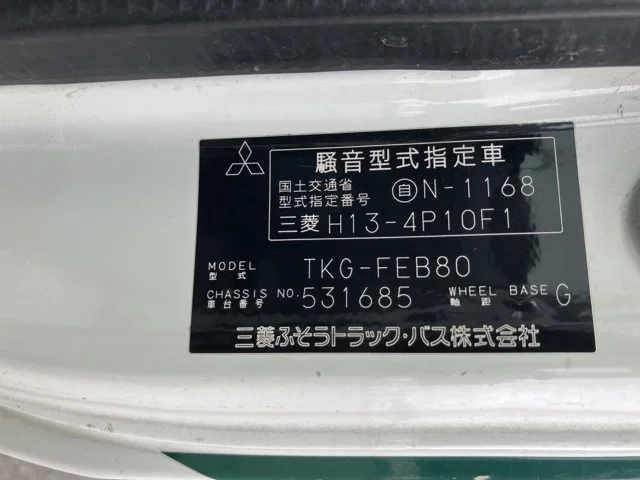 騒音型式指定車
国土交通省
型式指定番号 自N-1168
三菱 H13-4P10F1
MODEL
型式 TKG-FEB80
CHASSIS NO. 531685 WHEEL BASE G
車台番号 軸距
三菱ふそうトラック・バス株式会社